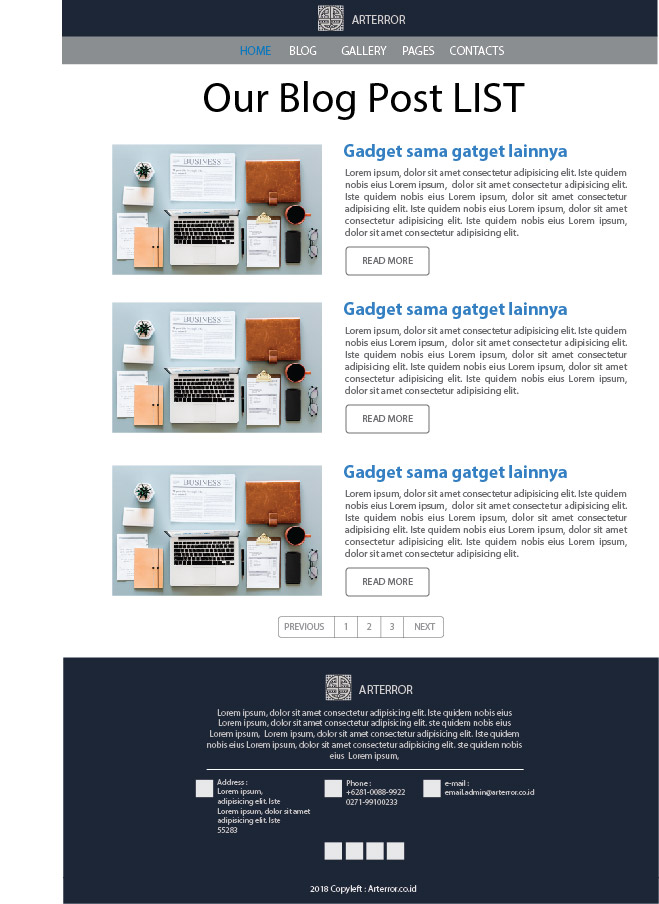 ARTERROR
HOME BLOG GALLERY PAGES CONTACTS
Our Blog Post LIST
BUSINESS
Gadget sama gatget lainnya
Lorem ipsum, dolor sit amet consectetur adipisicing elit. Iste quidem
nobis eius Lorem ipsum, dolor sit amet consectetur adipisicing elit.
Iste quidem nobis eius Lorem ipsum, dolor sit amet consectetur
adipisicing elit. Iste quidem nobis eius Lorem ipsum, dolor sit amet
consectetur adipisicing elit. Iste quidem nobis eius Lorem ipsum,
dolor sit amet consectetur adipisicing elit.
READ MORE
BUSINESS
Gadget sama gatget lainnya
Lorem ipsum, dolor sit amet consectetur adipisicing elit. Iste quidem
nobis eius Lorem ipsum, dolor sit amet consectetur adipisicing elit.
Iste quidem nobis eius Lorem ipsum, dolor sit amet consectetur
adipisicing elit. Iste quidem nobis eius Lorem ipsum, dolor sit amet
consectetur adipisicing elit. Iste quidem nobis eius Lorem ipsum,
dolor sit amet consectetur adipisicing elit.
READ MORE
BUSINESS
Gadget sama gatget lainnya
Lorem ipsum, dolor sit amet consectetur adipisicing elit. Iste quidem
nobis eius Lorem ipsum, dolor sit amet consectetur adipisicing elit.
Iste quidem nobis eius Lorem ipsum, dolor sit amet consectetur
adipisicing elit. Iste quidem nobis eius Lorem ipsum, dolor sit amet
consectetur adipisicing elit. Iste quidem nobis eius Lorem ipsum,
dolor sit amet consectetur adipisicing elit.
READ MORE
PREVIOUS 1 2 3 NEXT
ARTERROR
Lorem ipsum, dolor sit amet consectetur adipisicing elit. Iste quidem nobis eius
Lorem ipsum, dolor sit amet consectetur adipisicing elit. ste quidem nobis eius
Lorem ipsum, Lorem ipsum, dolor sit amet consectetur adipisicing elit. Iste quidem
nobis eius Lorem ipsum, dolor sit amet consectetur adipisicing elit. ste quidem nobis
eius Lorem ipsum,
Address :
Lorem ipsum,
adipisicing elit. Iste
Lorem ipsum, dolor sit amet
adipisicing elit. Iste
55283
Phone :
+6281-0088-9922
0271-99100233
e-mail :
email.admin@arterror.co.id
2018 Copyleft : Arterror.co.id